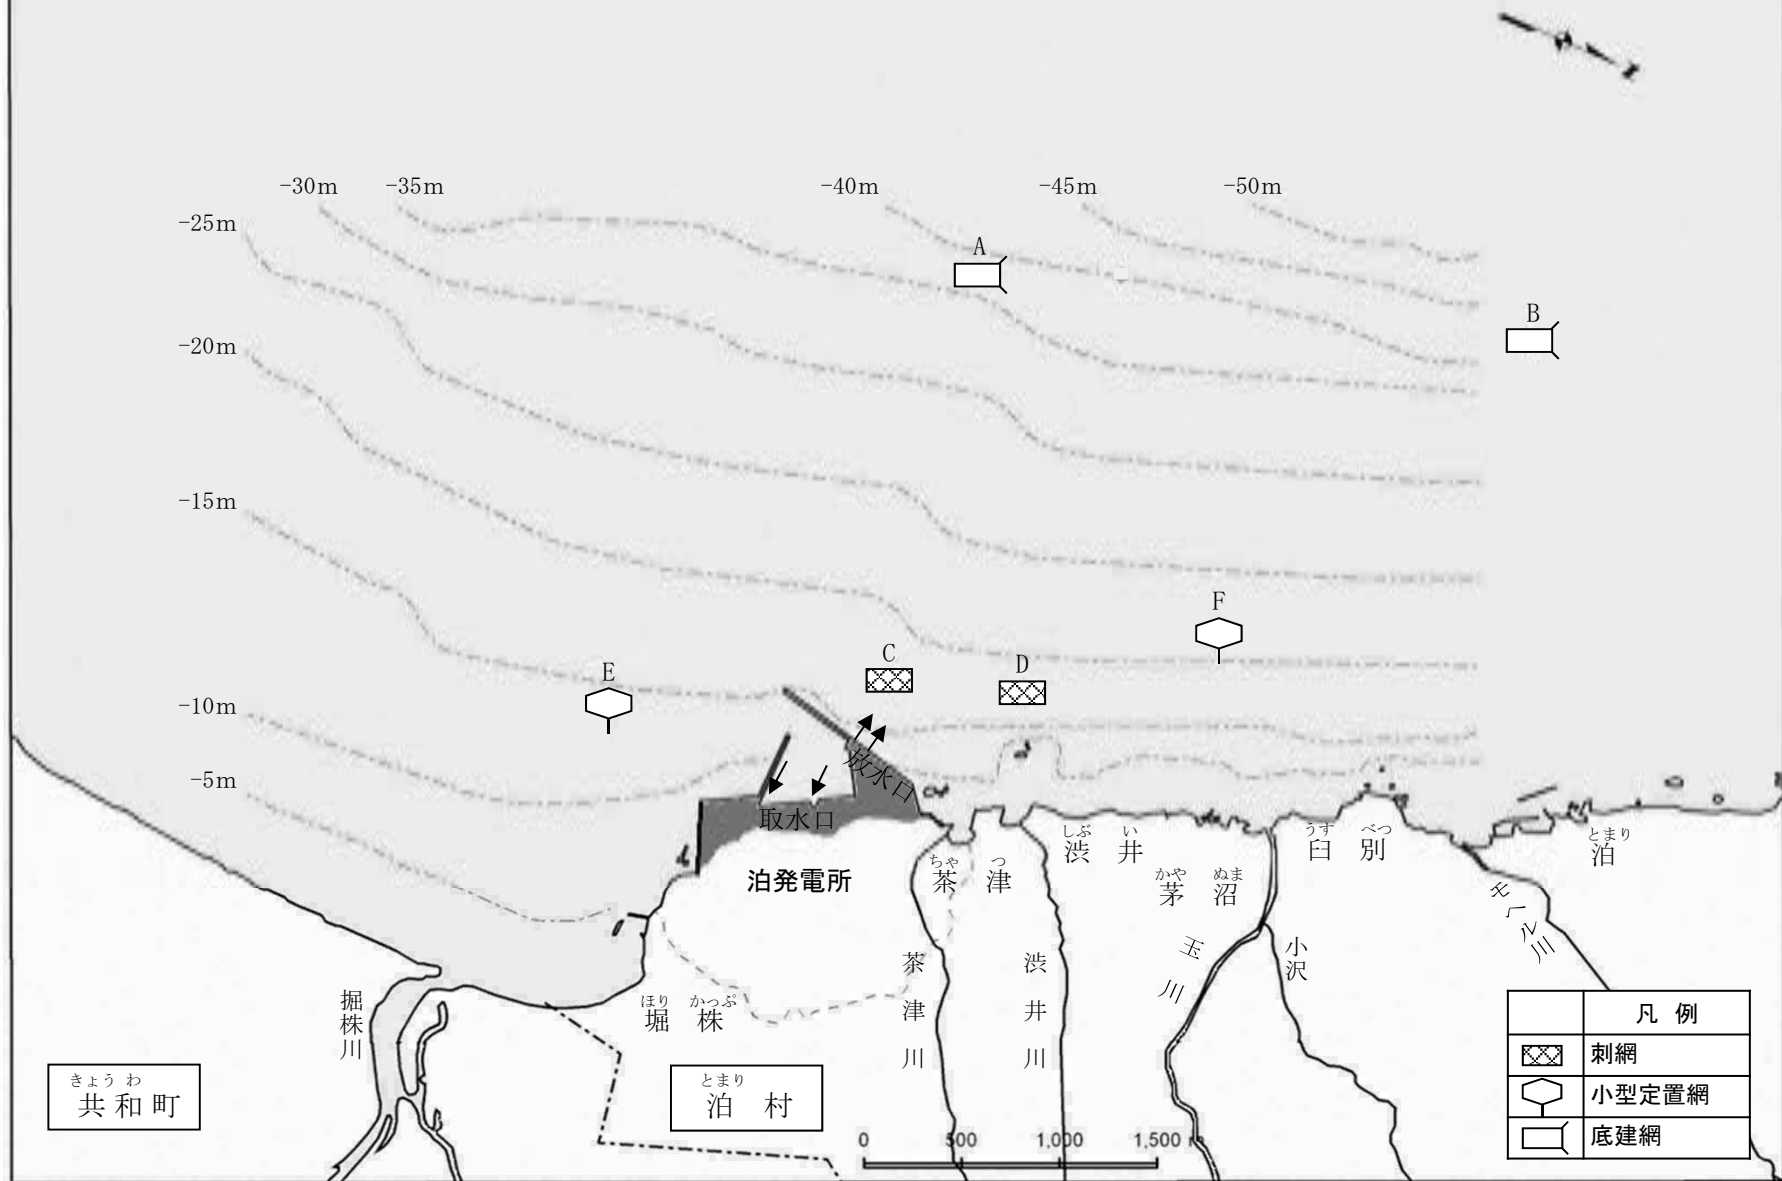 -30m
-35m
-40m
-45m
-50m
-25m
-20m
-15m
-10m
-5m
A
B
C
D
E
F
放水口
取水口
泊発電所
ちゃ つ
茶 津
しぶ い
渋 井
かや ぬま
茅 沼
うす べつ
臼 別
とまり
泊
モヘル川
玉川
小沢
茶津川
渋井川
ほり かっぷ
堀 株
掘株川
きょう わ
共和町
とまり
泊 村
0 500 1,000 1,500
凡 例
刺網
小型定置網
底建網